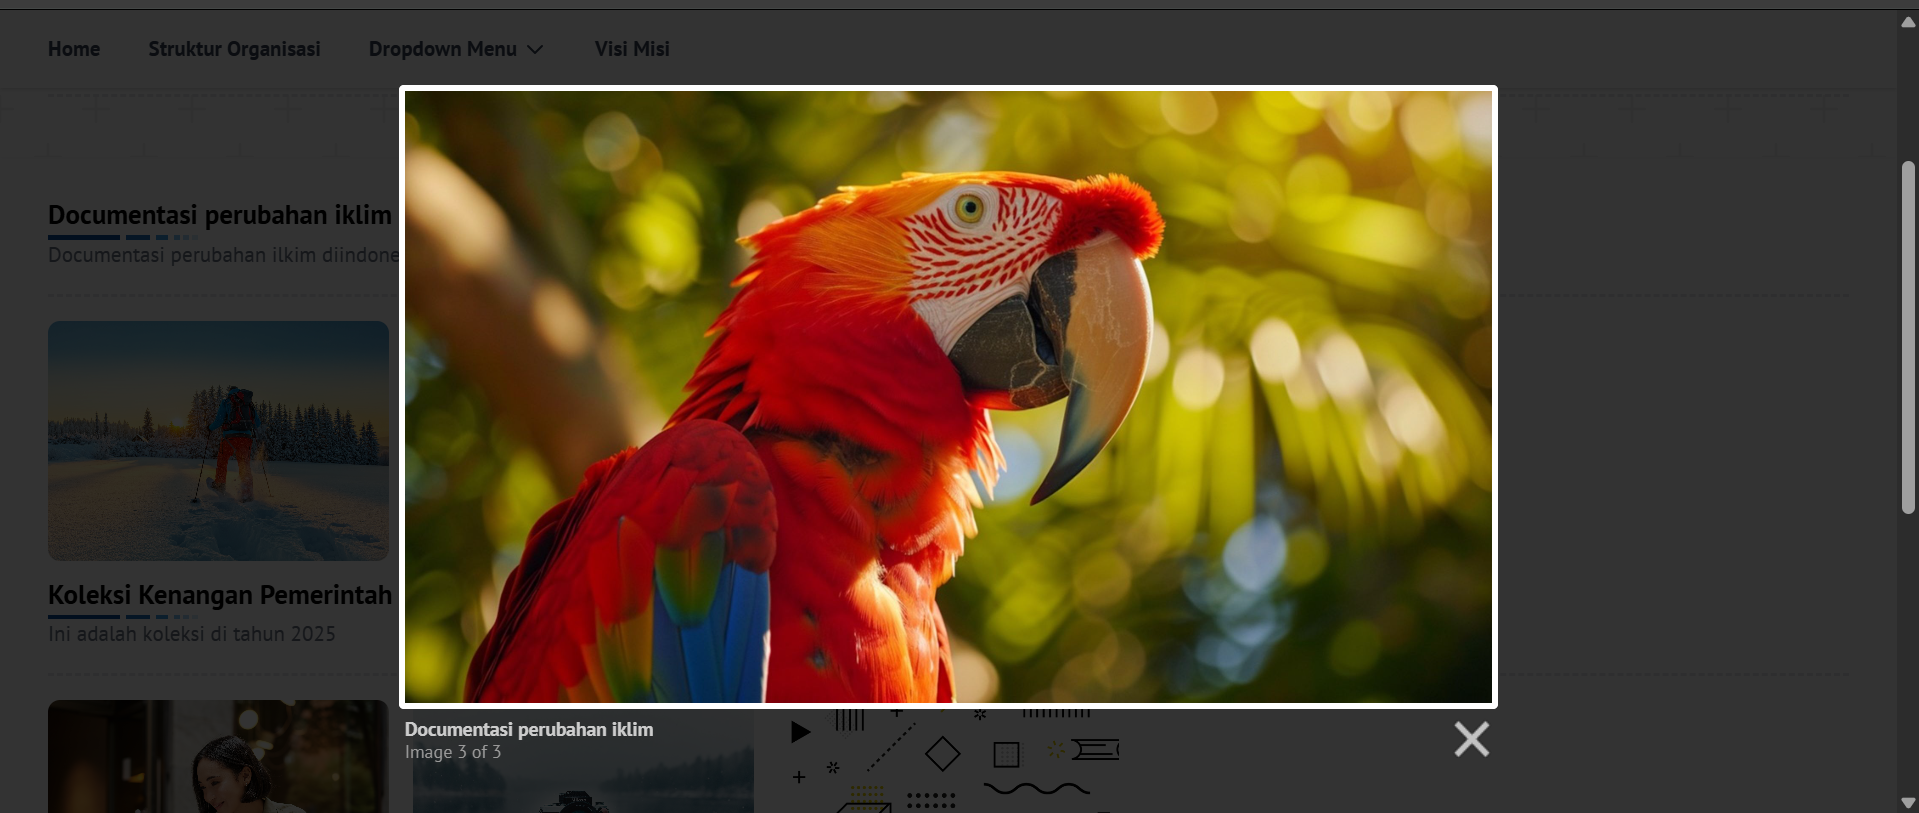 Home
Struktur Organisasi
Dropdown Menu
Visi Misi
Documentasi perubahan iklim
Documentasi perubahan ilkim diindone
Koleksi Kenangan Pemerintah
Ini adalah koleksi di tahun 2025
Documentasi perubahan iklim
Image 3 of 3